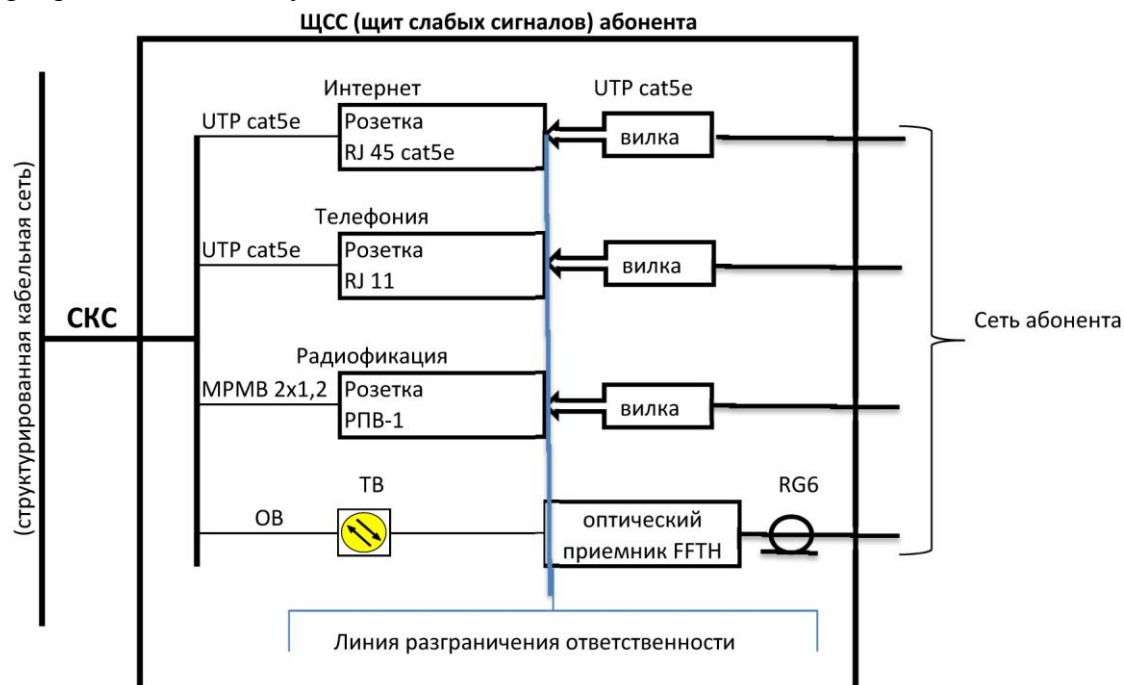 ЩСС (щит слабых сигналов) абонента
(структурированная кабельная сеть)
СКС
Интернет
UTP cat5e
UTP cat5e
Розетка
RJ 45 cat5e
вилка
Телефония
UTP cat5e
Розетка
RJ 11
вилка
Сеть абонента
Радиофикация
МРМВ 2х1,2
Розетка
РПВ-1
вилка
ТВ
RG6
ОВ
оптический
приемник FFTH
Линия разграничения ответственности